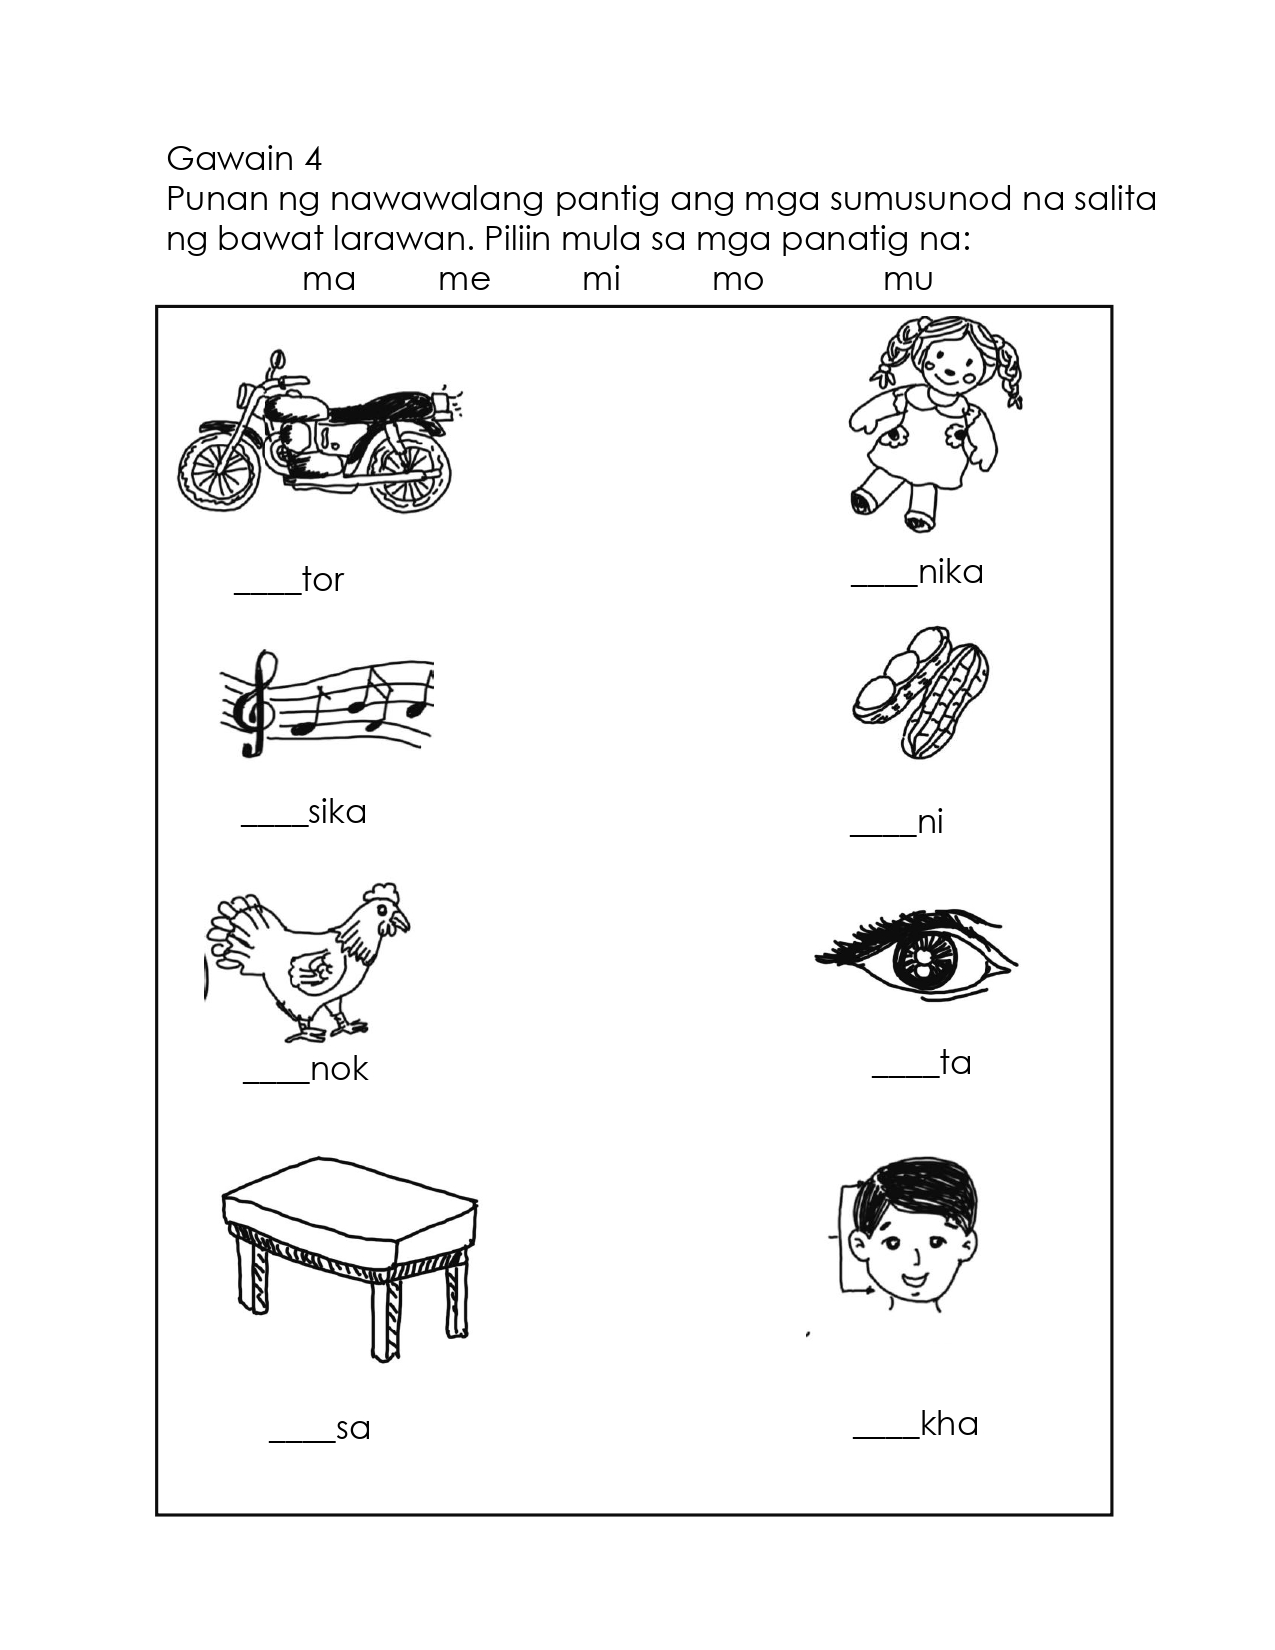 Gawain 4
Punan ng nawawalang pantig ang mga sumusunod na salita
ng bawat larawan. Piliin mula sa mga panatig na:
ma me mi mo mu
____tor
____nika
____sika
____ni
____nok
____ta
____sa
____kha